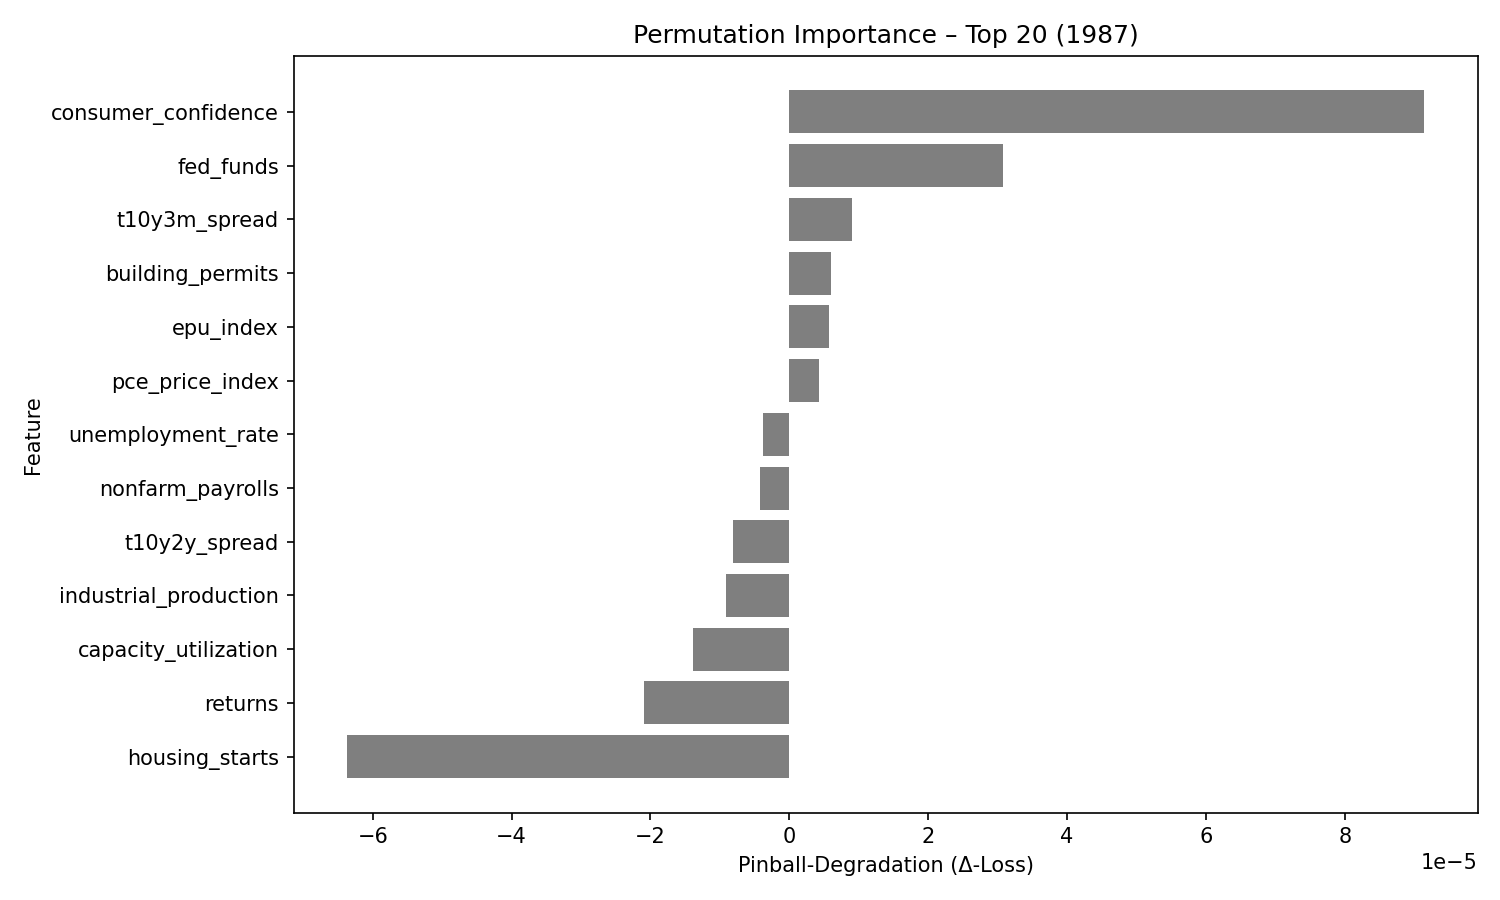 Permutation Importance – Top 20 (1987)
consumer_confidence
fed_funds
t10y3m_spread
building_permits
epu_index
pce_price_index
unemployment_rate
nonfarm_payrolls
t10y2y_spread
industrial_production
capacity_utilization
returns
housing_starts
Feature
−6 −4 −2 0 2 4 6 8
1e−5
Pinball-Degradation (Δ-Loss)